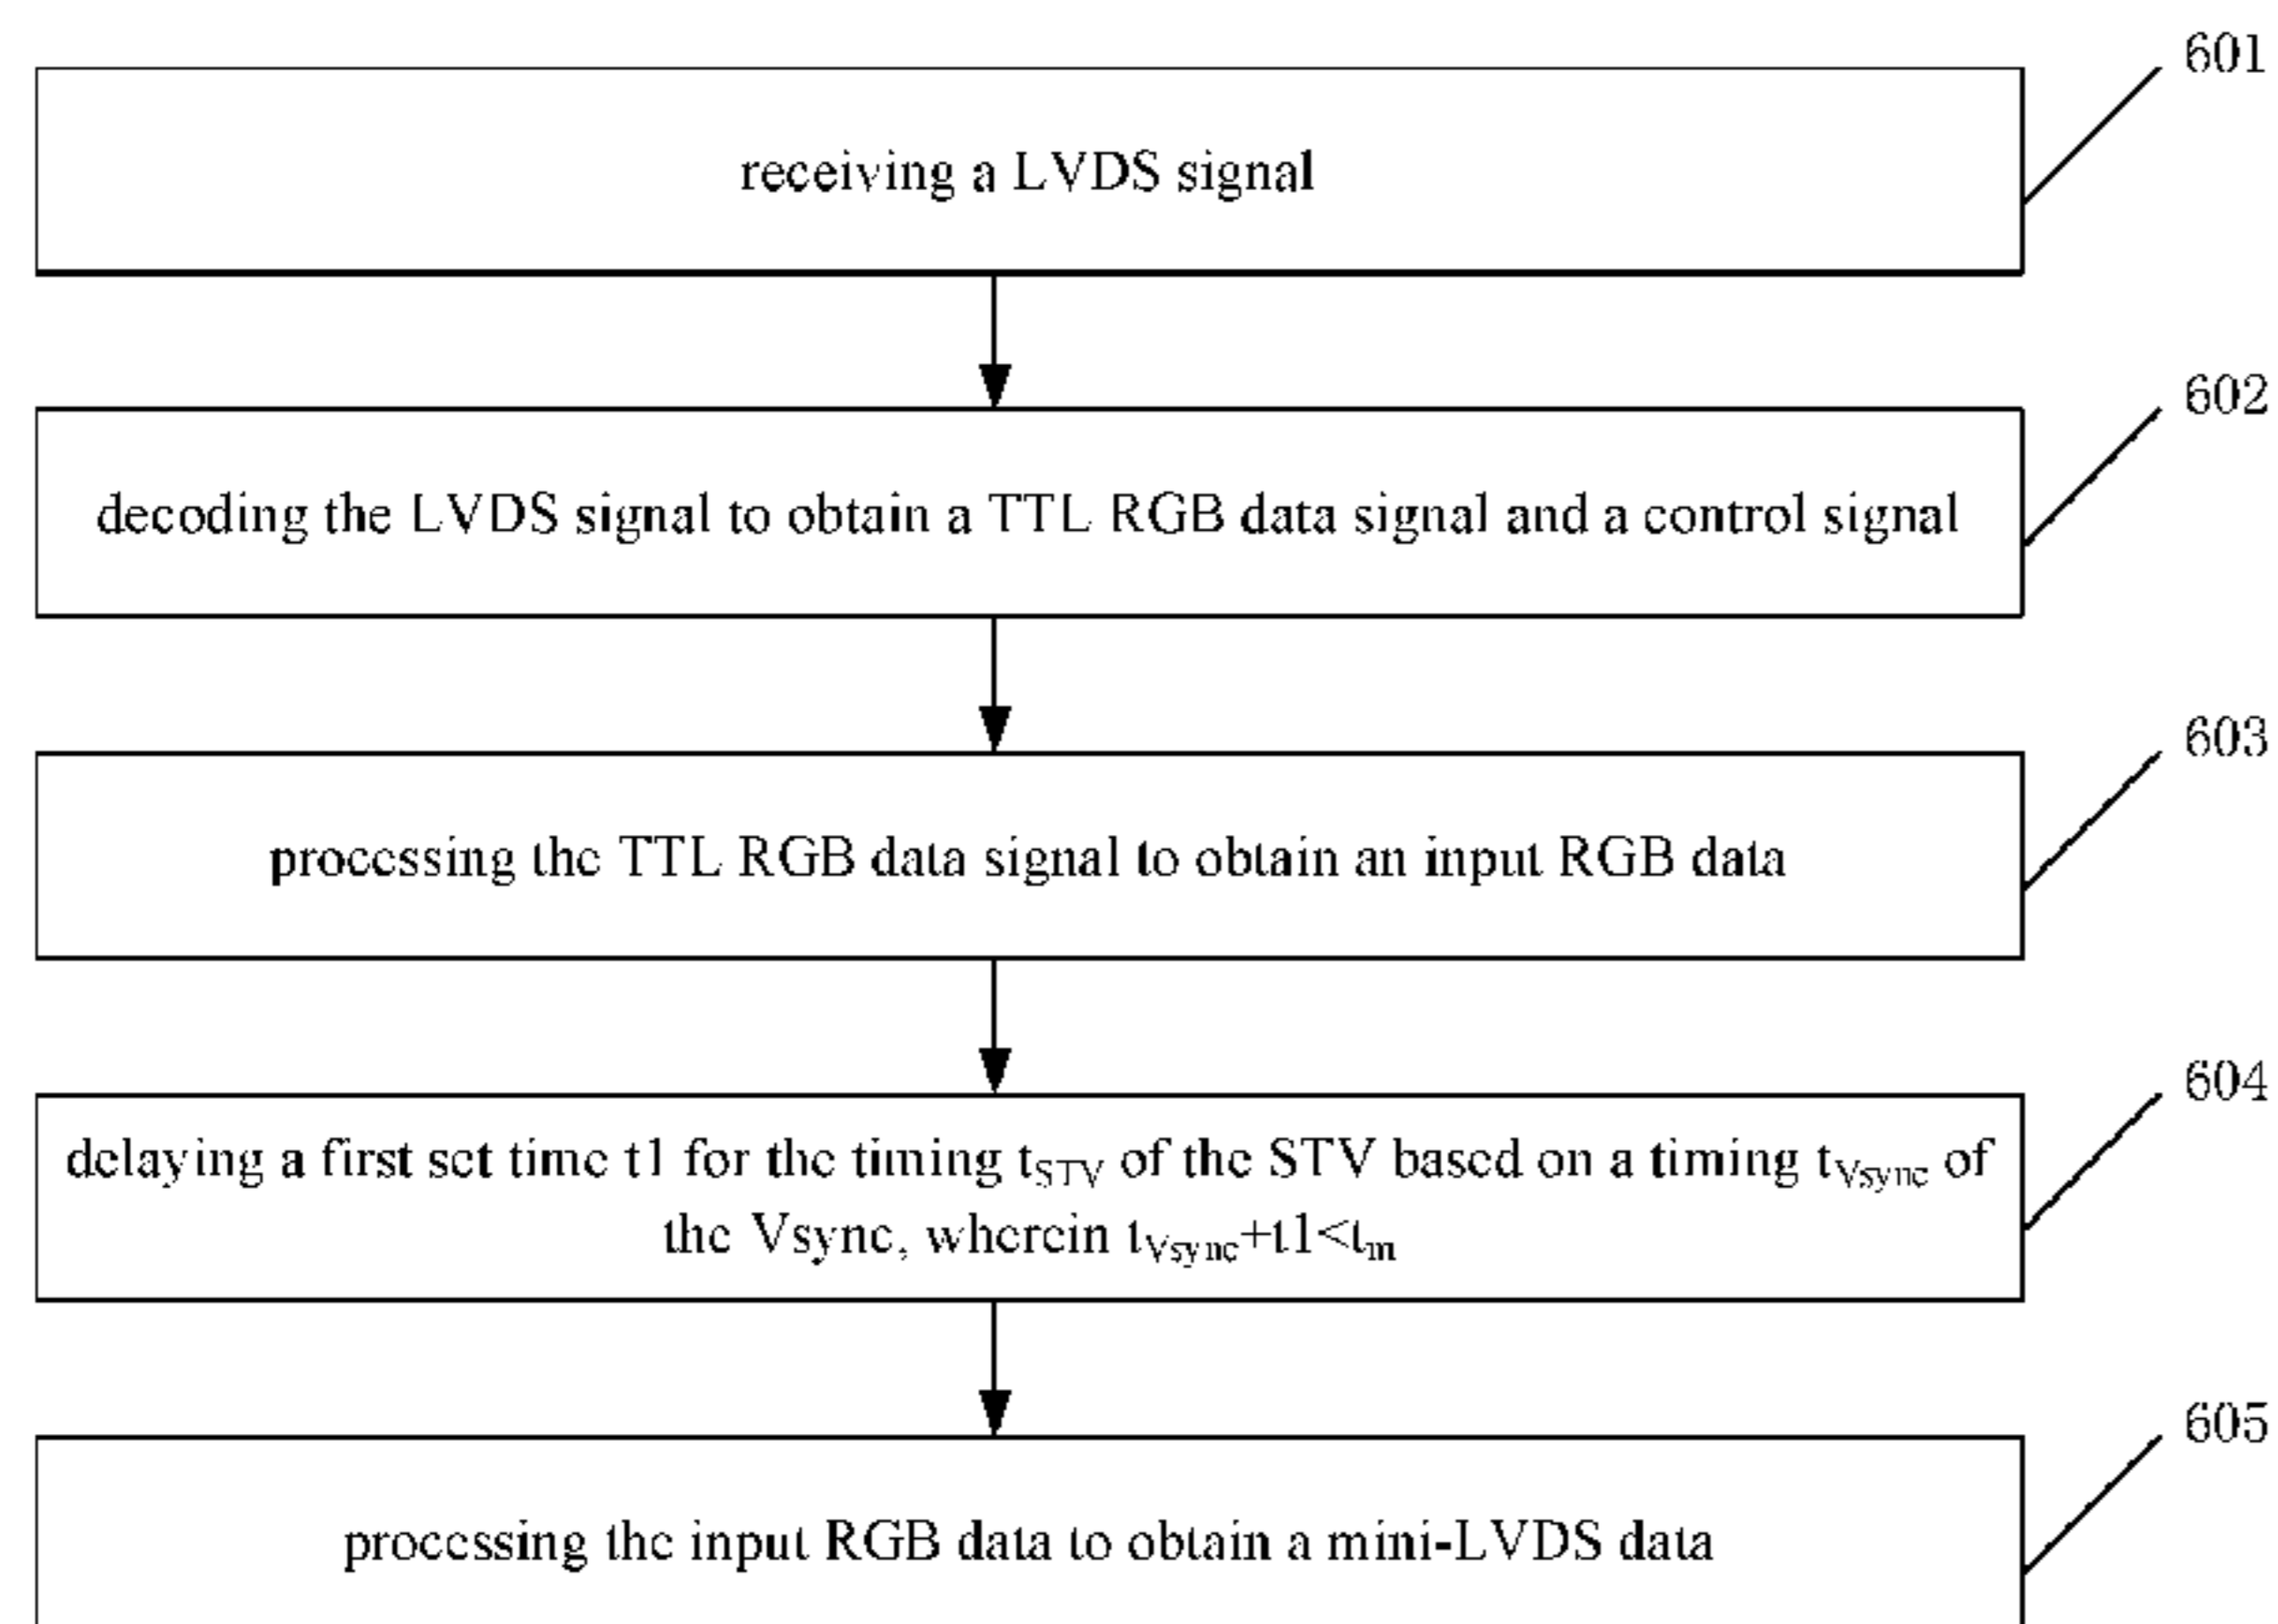 601
receiving a LVDS signal
602
decoding the LVDS signal to obtain a TTL RGB data signal and a control signal
603
processing the TTL RGB data signal to obtain an input RGB data
604
delaying a first set time t1 for the timing tSTV of the STV based on a timing tVsync of
the Vsync, wherein tVsync+t1<tm
605
processing the input RGB data to obtain a mini-LVDS data